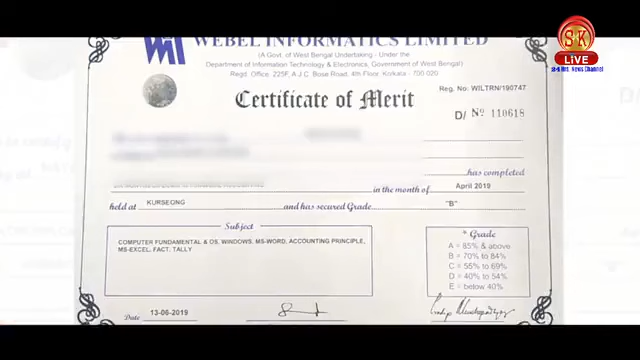 WEBEL INFORMATICS LIMITED
(A Govt. of West Bengal Undertaking - Under the
Department of Information Technology & Electronics, Government of West Bengal)
Regd. Office: 225F, A.J.C. Bose Road, 4th Floor, Kolkata - 700 020
SK
LIVE
News Channel
Reg. No: WILTRN/190747
Certificate of Merit
D/ Nº 110618
has completed
in the month of April 2019
held at KURSEONG and has secured Grade "B"
Subject
COMPUTER FUNDAMENTAL & OS, WINDOWS, MS-WORD, ACCOUNTING PRINCIPLE,
MS-EXCEL, FACT, TALLY
* Grade
A = 85% & above
B = 70% to 84%
C = 55% to 69%
D = 40% to 54%
E = below 40%
Date 13-06-2019